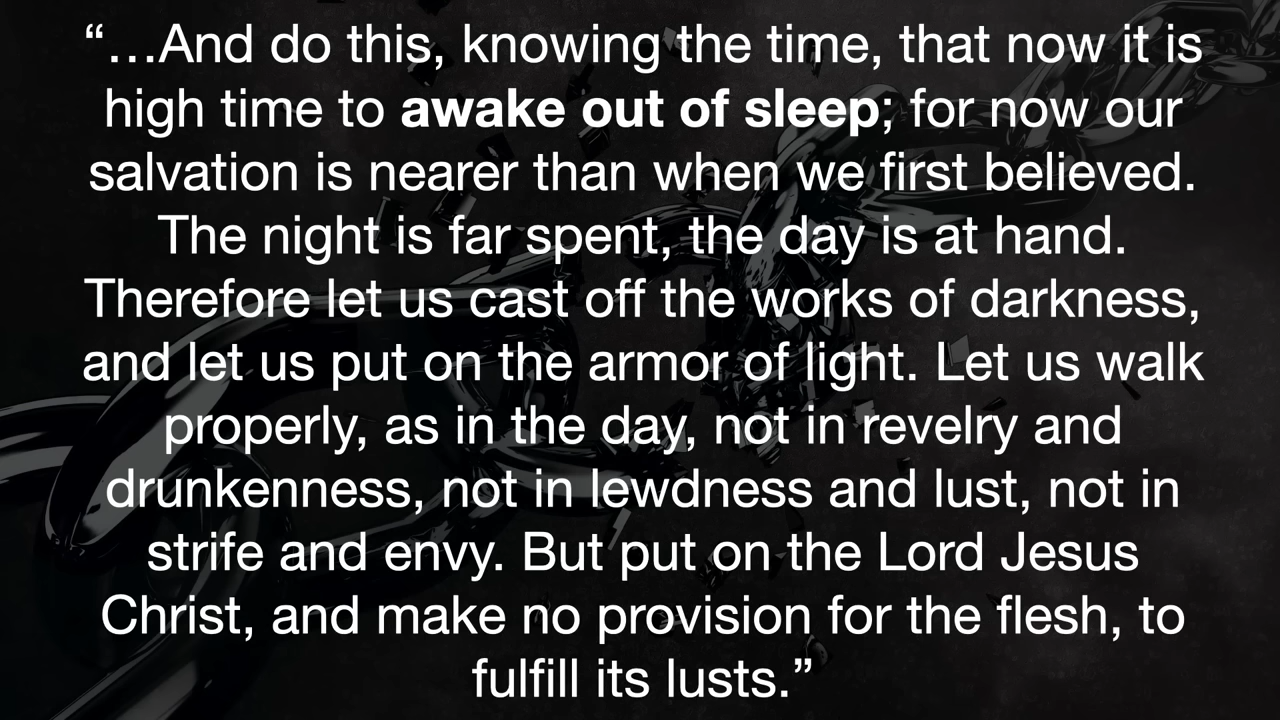 “…And do this, knowing the time, that now it is
high time to awake out of sleep; for now our
salvation is nearer than when we first believed.
The night is far spent, the day is at hand.
Therefore let us cast off the works of darkness,
and let us put on the armor of light. Let us walk
properly, as in the day, not in revelry and
drunkenness, not in lewdness and lust, not in
strife and envy. But put on the Lord Jesus
Christ, and make no provision for the flesh, to
fulfill its lusts.”